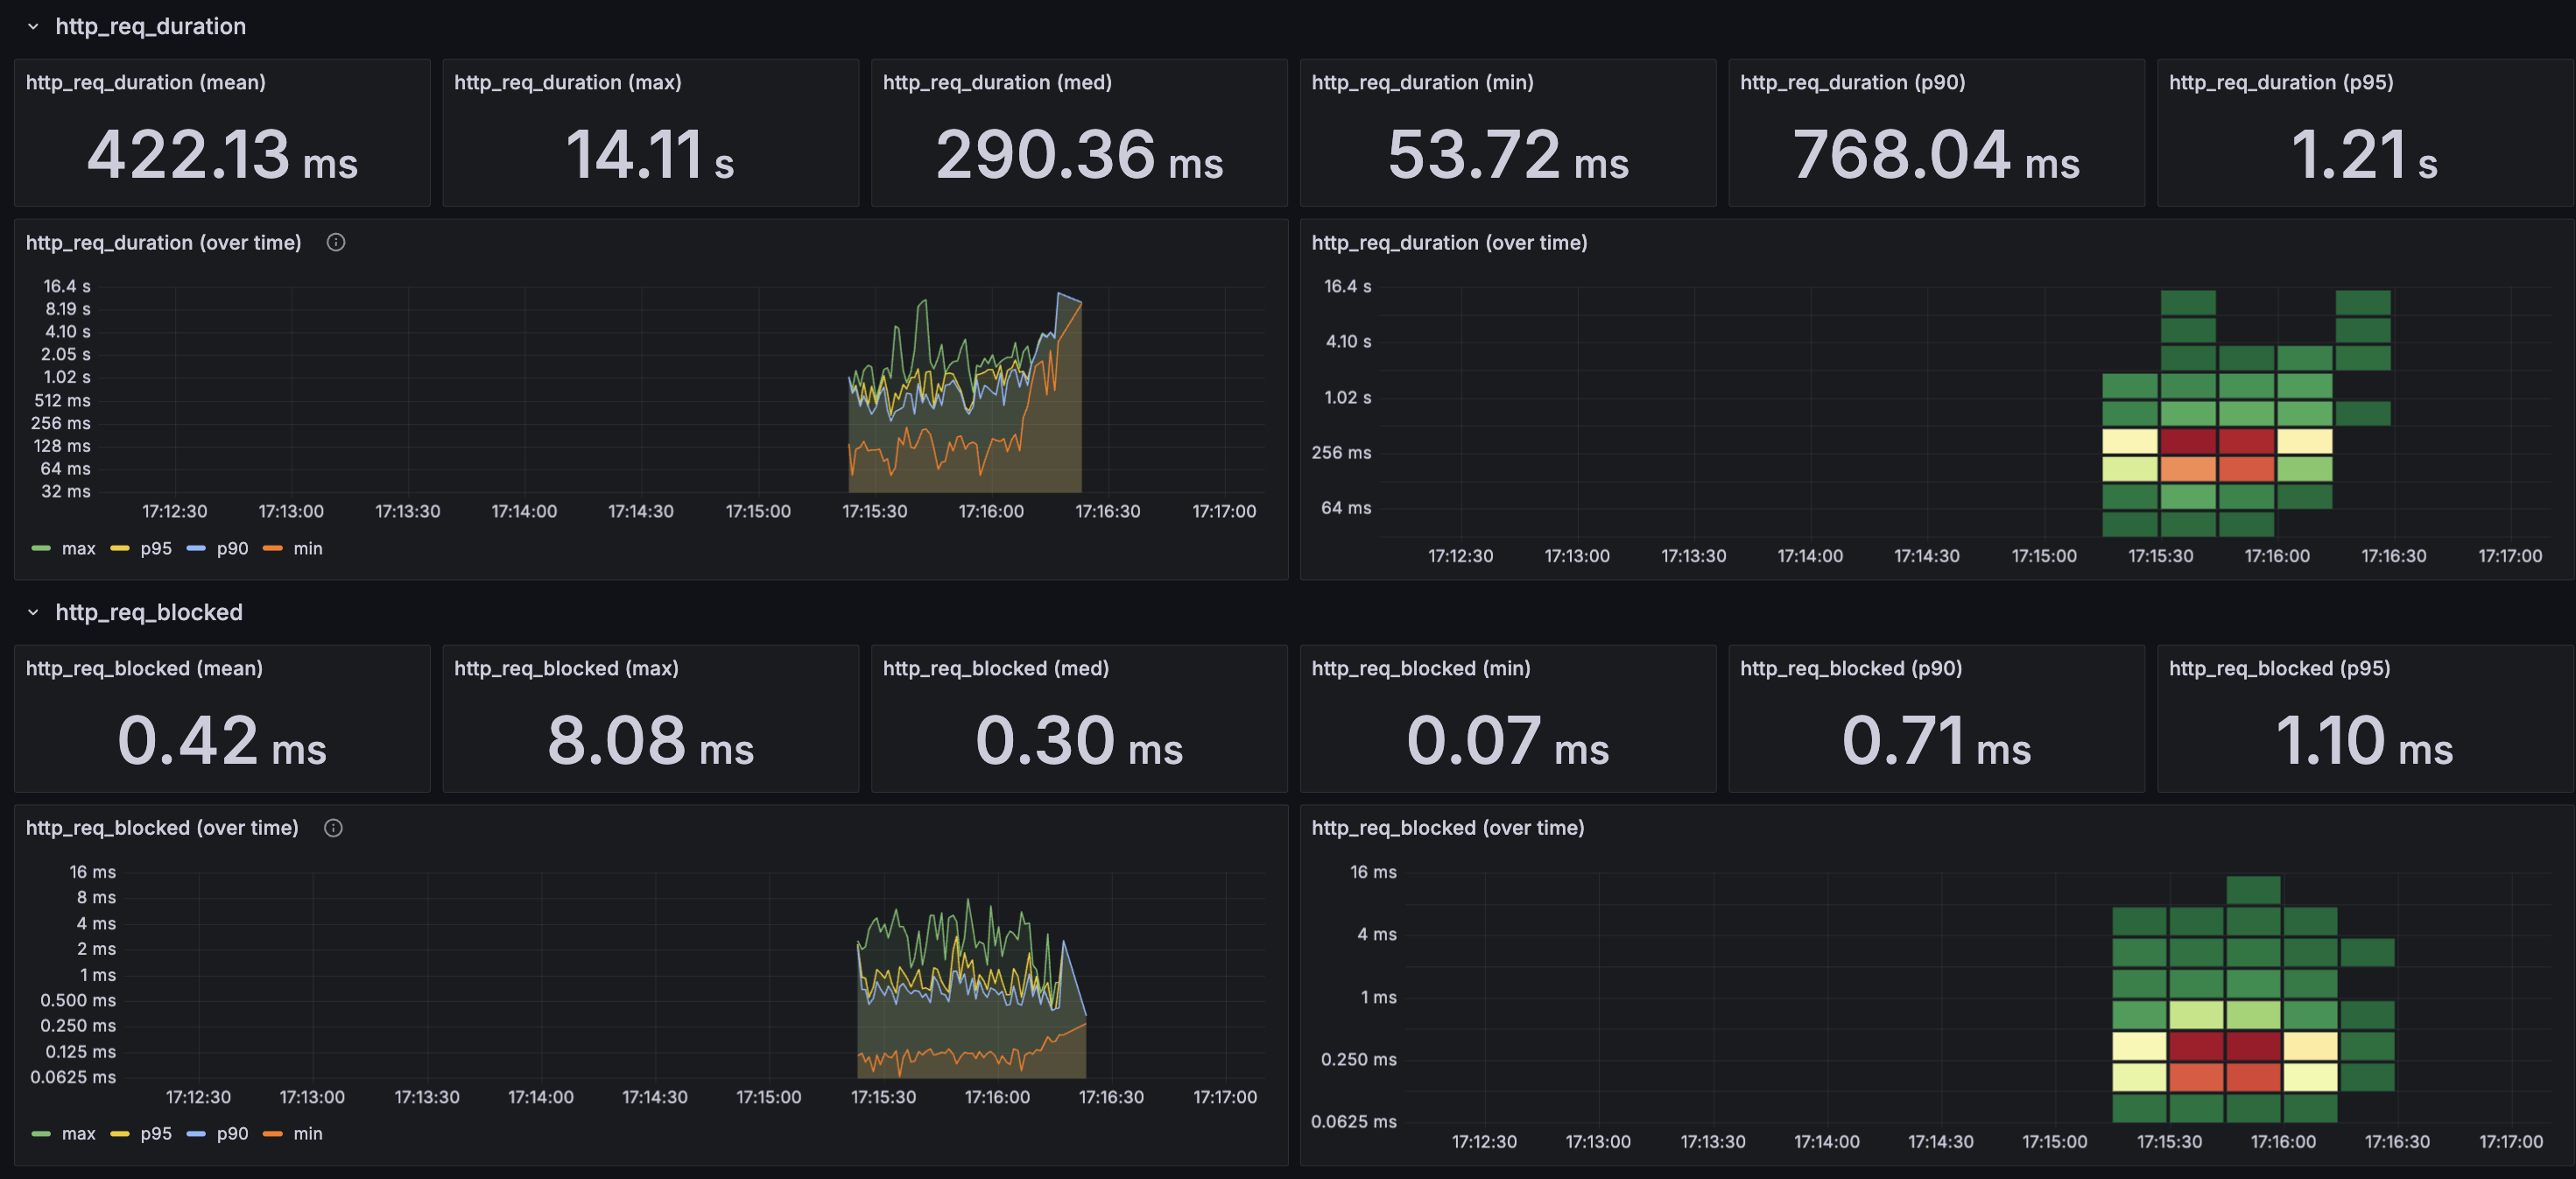 http_req_duration
http_req_duration (mean)
422.13 ms
http_req_duration (max)
14.11 s
http_req_duration (med)
290.36 ms
http_req_duration (min)
53.72 ms
http_req_duration (p90)
768.04 ms
http_req_duration (p95)
1.21 s
http_req_duration (over time)
16.4 s
8.19 s
4.10 s
2.05 s
1.02 s
512 ms
256 ms
128 ms
64 ms
32 ms
17:12:30 17:13:00 17:13:30 17:14:00 17:14:30 17:15:00 17:15:30 17:16:00 17:16:30 17:17:00
max p95 p90 min
http_req_duration (over time)
16.4 s
4.10 s
1.02 s
256 ms
64 ms
17:12:30 17:13:00 17:13:30 17:14:00 17:14:30 17:15:00 17:15:30 17:16:00 17:16:30 17:17:00
http_req_blocked
http_req_blocked (mean)
0.42 ms
http_req_blocked (max)
8.08 ms
http_req_blocked (med)
0.30 ms
http_req_blocked (min)
0.07 ms
http_req_blocked (p90)
0.71 ms
http_req_blocked (p95)
1.10 ms
http_req_blocked (over time)
16 ms
8 ms
4 ms
2 ms
1 ms
0.500 ms
0.250 ms
0.125 ms
0.0625 ms
17:12:30 17:13:00 17:13:30 17:14:00 17:14:30 17:15:00 17:15:30 17:16:00 17:16:30 17:17:00
max p95 p90 min
http_req_blocked (over time)
16 ms
4 ms
1 ms
0.250 ms
0.0625 ms
17:12:30 17:13:00 17:13:30 17:14:00 17:14:30 17:15:00 17:15:30 17:16:00 17:16:30 17:17:00